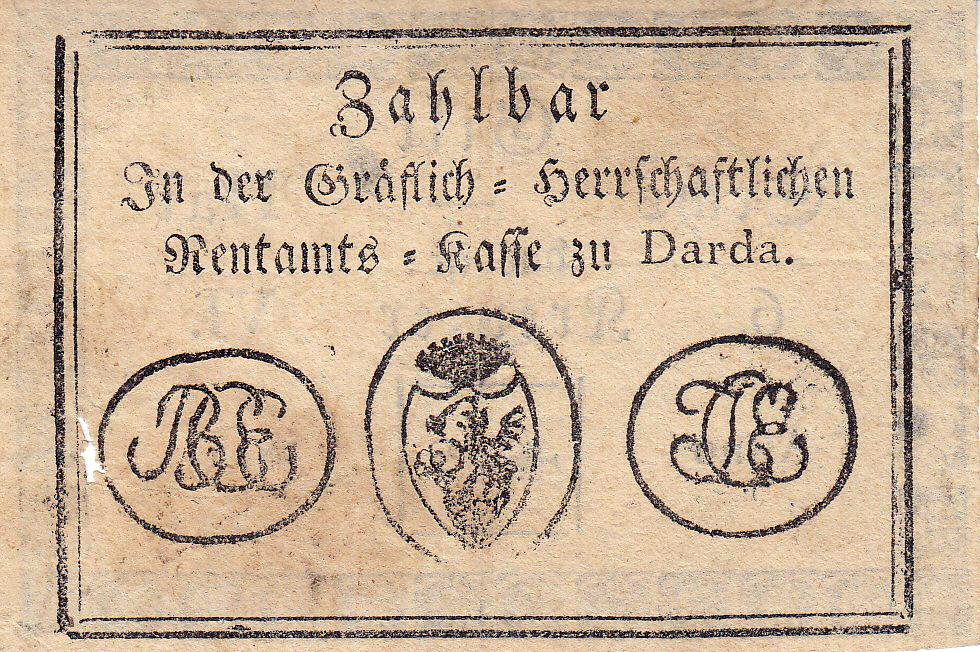 Zahlbar
In der Gräflich = Herrschaftlichen
Rentamts = Kasse zu Darda.